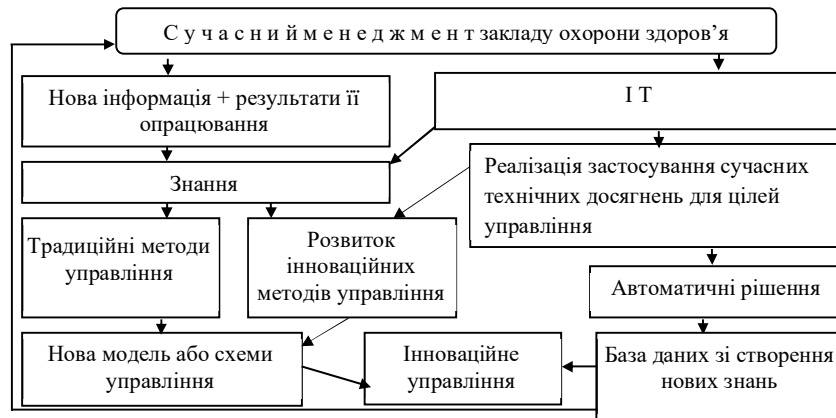 С у ч а с н и й м е н е д ж м е н т закладу охорони здоров’я
Нова інформація + результати її
опрацювання
І Т
Знання
Реалізація застосування сучасних
технічних досягнень для цілей
управління
Традиційні методи
управління
Розвиток
інноваційних
методів управління
Автоматичні рішення
Нова модель або схеми
управління
Інноваційне
управління
База даних зі створення
нових знань